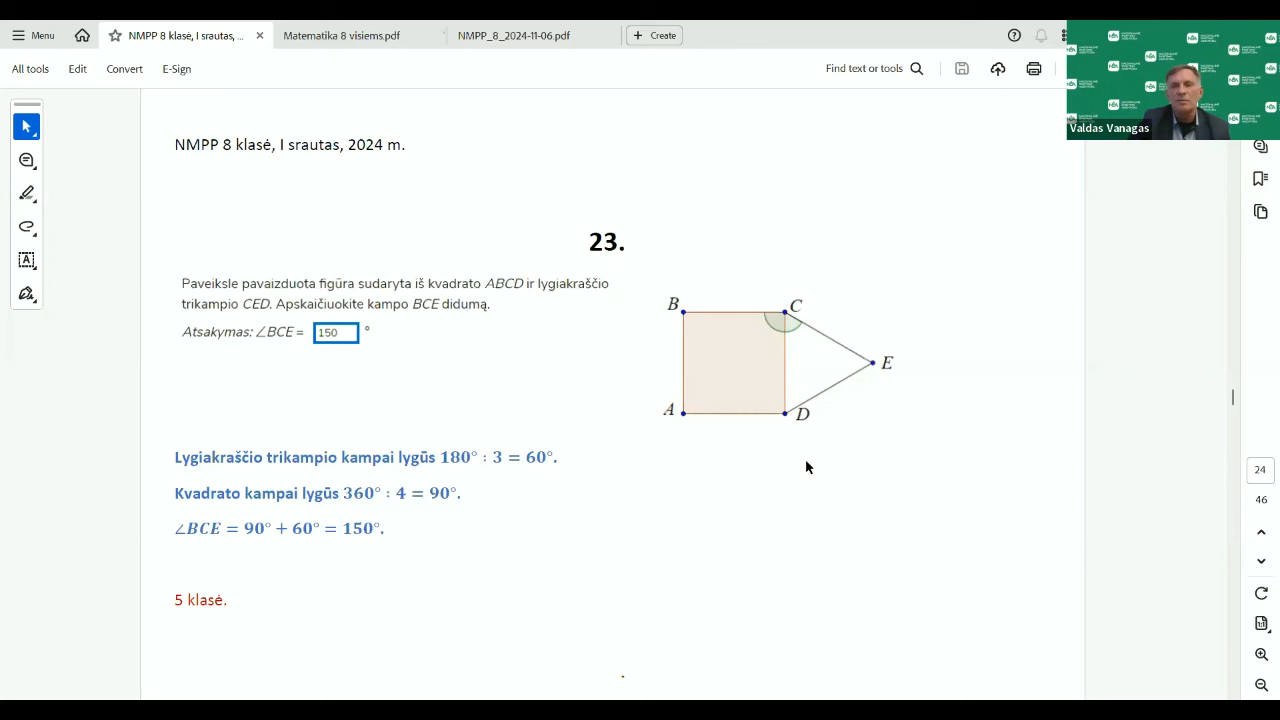 Menu
NMPP 8 klasė, I srautas, ...
Matematika 8 visiems.pdf
NMPP_8_2024-11-06.pdf
Create
All tools
Edit
Convert
E-Sign
Find text or tools
Valdas Vanagas
NMPP 8 klasė, I srautas, 2024 m.
23.
Paveiksle pavaizduota figūra sudaryta iš kvadrato ABCD ir lygiakraščio
trikampio CED. Apskaičiuokite kampo BCE didumą.
Atsakymas: ∠BCE = 150 °
B
C
E
A
D
Lygiakraščio trikampio kampai lygūs 180° : 3 = 60°.
Kvadrato kampai lygūs 360° : 4 = 90°.
∠BCE = 90° + 60° = 150°.
5 klasė.
24
46